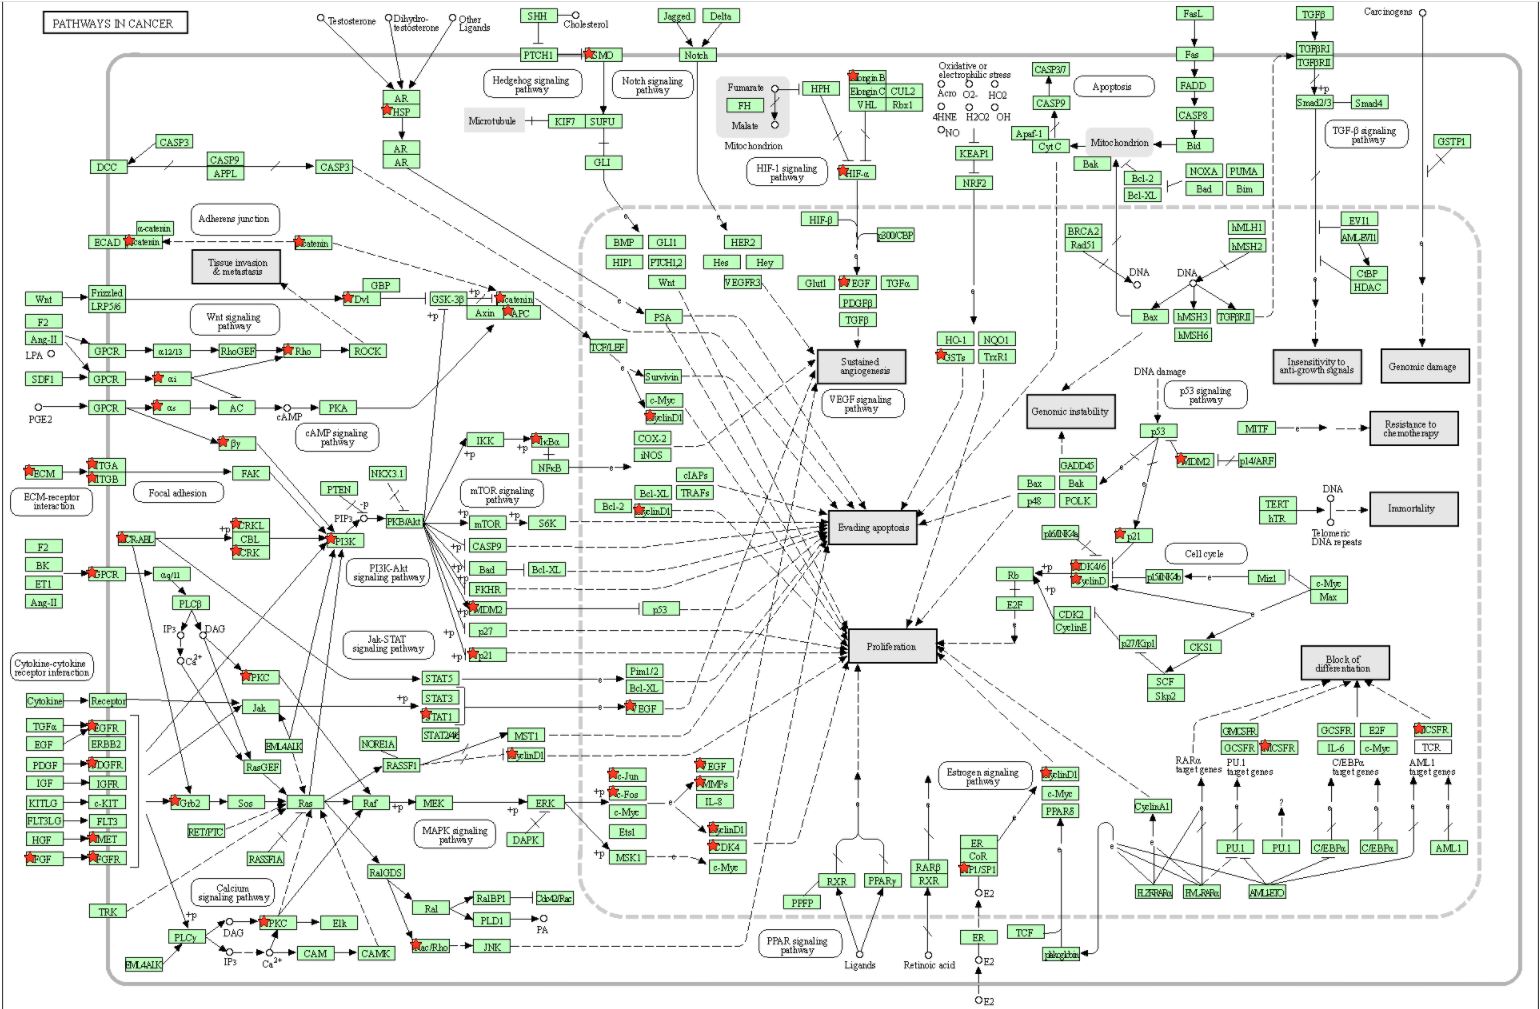 PATHWAYS IN CANCER
Testosterone
Dihydro-
testosterone
Other
Ligands
SHH
Cholesterol
PTCH1
SMO
Hedgehog signaling
pathway
Jagged
Delta
Notch
Notch signaling
pathway
FasL
Fas
FADD
CASP8
Bid
TGFβ
TGFβRI
TGFβRII
+p
Smad2/3
Smad4
TGF-β signaling
pathway
Carcinogens
GSTP1
AR
HSP
AR
AR
Microtubule
KIF7
SUFU
GLI
Fumarate
FH
Malate
Mitochondrion
HPH
Elongin B
Elongin C
CUL2
VHL
Rbx1
HIF-1 signaling
pathway
HIF-α
Oxidative or
electrophilic stress
Acro
O2-
HO2
4HNE
H2O2
OH
NO
KEAP1
NRF2
CASP3/7
CASP9
Apaf-1
CytC
Apoptosis
Mitochondrion
Bak
Bcl-2
Bcl-XL
NOXA
PUMA
Bad
Bim
CASP3
DCC
CASP9
APPL
CASP3
Adherens junction
α-catenin
ECAD
catenin
catenin
Tissue invasion
& metastasis
BMP
GLI1
HIP1
PTCH1,2
Wnt
HER2
Hes
Hey
VEGFR3
HIF-β
p300/CBP
Glut1
VEGF
TGFα
PDGFβ
TGFβ
BRCA2
Rad51
DNA
hMLH1
hMSH2
DNA
Bax
hMSH3
TGFβRII
hMSH6
EVI1
AML-EVI1
CtBP
HDAC
Wnt
Frizzled
LRP5/6
Dvl
GBP
GSK-3β
catenin
Axin
APC
+p
+p
Wnt signaling
pathway
F2
Ang-II
LPA
GPCR
α12/13
RhoGEF
Rho
ROCK
SDF1
GPCR
αi
PGE2
GPCR
αs
AC
cAMP
PKA
cAMP signaling
pathway
βγ
PSA
TCF/LEF
Survivin
c-Myc
CyclinD1
COX-2
iNOS
Sustained
angiogenesis
VEGF signaling
pathway
HO-1
NQO1
GSTs
TrxR1
Genomic instability
Insensitivity to
anti-growth signals
Genomic damage
DNA damage
p53 signaling
pathway
p53
MDM2
p14/ARF
MITF
Resistance to
chemotherapy
ECM
ITGA
ITGB
FAK
ECM-receptor
interaction
Focal adhesion
PTEN
PIP3
NKX3.1
PKB/Akt
IKK
IκBα
NFκB
+p
+p
mTOR signaling
pathway
cIAPs
Bcl-XL
TRAFs
Bcl-2
CyclinD1
GADD45
Bax
Bak
p48
POLK
TERT
hTR
DNA
Telomeric
DNA repeats
Immortality
CRKL
CBL
CRK
PI3K
BCR-ABL
mTOR
S6K
CASP9
Bad
Bcl-XL
FKHR
MDM2
p53
p27
p21
Evading apoptosis
PI3K-Akt
signaling pathway
p16/INK4a
p21
Cell cycle
CDK4/6
CyclinD
p15/INK4b
Miz1
c-Myc
Max
Rb
E2F
CDK2
CyclinE
p27/Kip1
CKS1
SCF
Skp2
F2
BK
ET1
Ang-II
GPCR
αq/11
PLCβ
IP3
DAG
Ca2+
PKC
Jak-STAT
signaling pathway
Cytokine-cytokine
receptor interaction
Cytokine
Receptor
Jak
STAT5
STAT3
STAT1
STAT2/4/6
Pim1/2
Bcl-XL
VEGF
Proliferation
Block of
differentiation
TGFα
EGFR
EGF
ERBB2
PDGF
PDGFR
IGF
IGFR
KITLG
c-KIT
FLT3LG
FLT3
HGF
MET
FGF
FGFR
EML4ALK
RasGEF
NORE1A
RASSF1
MST1
CyclinD1
Grb2
Sos
Ras
Raf
MEK
ERK
+p
DAPK
RET/PTC
RASSF1A
MAPK signaling
pathway
c-Jun
c-Fos
c-Myc
Ets1
MSK1
VEGF
MMPs
IL-8
CyclinD1
CDK4
c-Myc
Estrogen signaling
pathway
CyclinD1
c-Myc
PPARδ
CyclinA1
GMCSFR
GCSFR
MCSFR
RARα
target genes
PU.1
target genes
GCSFR
E2F
IL-6
c-Myc
C/EBPα
target genes
MCSFR
TCR
AML1
target genes
?
PU.1
PU.1
C/EBPα
C/EBPα
AML1
PLZF-RARα
PML-RARα
AML1-ETO
Calcium
signaling pathway
TRK
PLCγ
DAG
PKC
Elk
IP3
Ca2+
CAM
CAMK
EML4ALK
RalGDS
Ral
RalBP1
Cdc42/Rac
PLD1
PA
Rac/Rho
JNK
PPFP
RXR
PPARγ
RARβ
RXR
ER
CoR
AP1/SP1
E2
ER
E2
E2
PPAR signaling
pathway
Ligands
Retinoic acid
TCF
plakoglobin